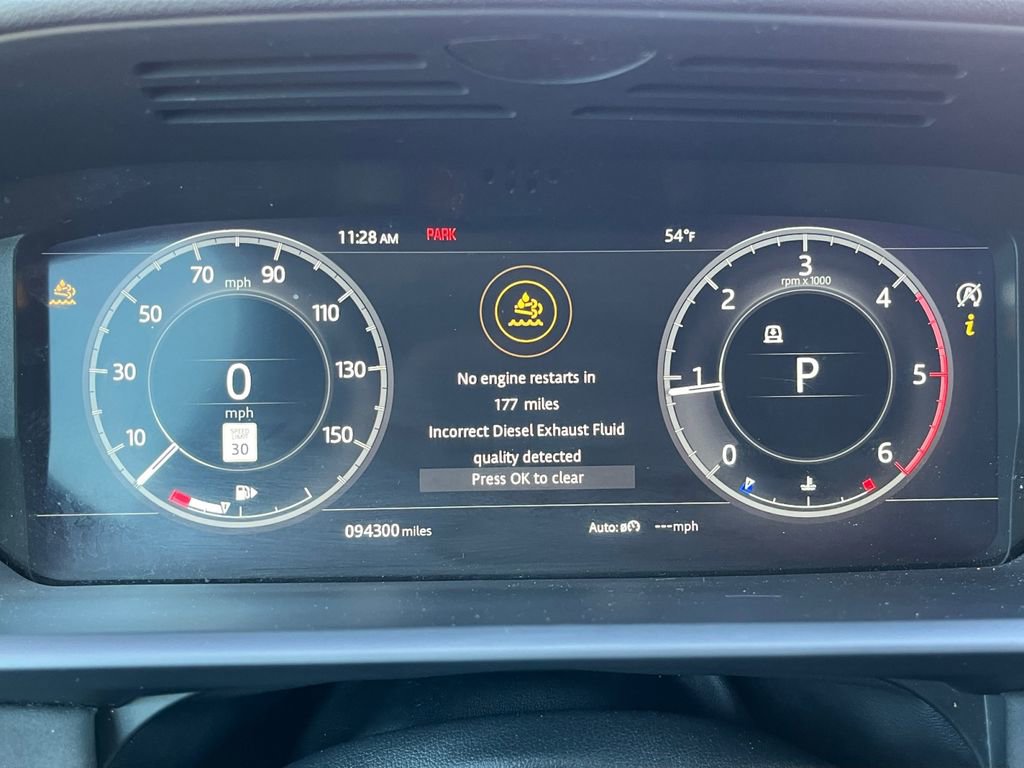 11:28 AM PARK 54°F
70 mph 90
50 110
30 130
10 150
0
mph
SPEED
LIMIT
30
No engine restarts in
177 miles
Incorrect Diesel Exhaust Fluid
quality detected
Press OK to clear
3
rpm x 1000
2 4
1 5
0 6
P
i
094300 miles
Auto: ---mph